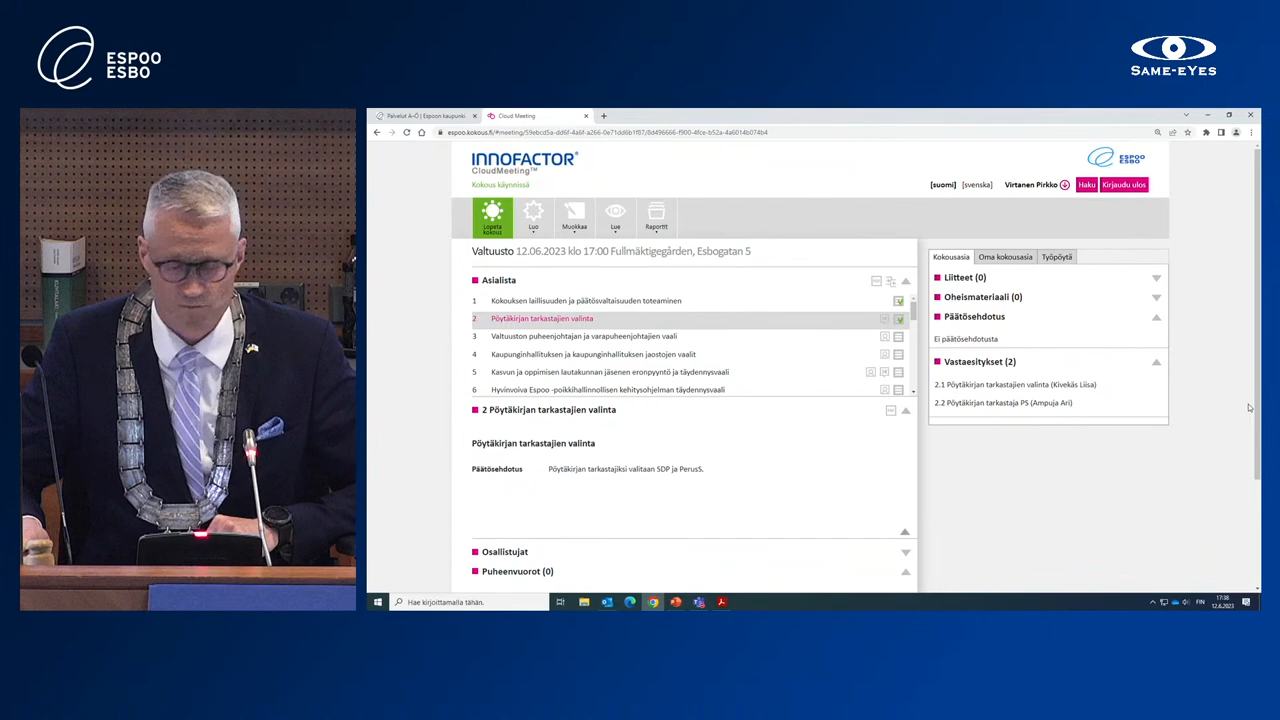 ESPOO
ESBO
SAME-EYES
Palvelut A-Ö | Espoon kaupunki
Cloud Meeting
espoo.kokous.fi/#meeting/59ebcd5a-dd6f-4a6f-a266-0e71dd6b1f87/8d496666-f900-4fce-b52a-4a6014b074b4
INNOFACTOR®
CloudMeeting™
ESPOO
ESBO
Kokous käynnissä
[suomi] [svenska] Virtanen Pirkko Haku Kirjaudu ulos
Lopeta kokous
Luo
Muokkaa
Lue
Raportit
Valtuusto 12.06.2023 klo 17:00 Fullmäktigegården, Esbogatan 5
Asialista
1 Kokouksen laillisuuden ja päätösvaltaisuuden toteaminen
2 Pöytäkirjan tarkastajien valinta
3 Valtuuston puheenjohtajan ja varapuheenjohtajien vaali
4 Kaupunginhallituksen ja kaupunginhallituksen jaostojen vaalit
5 Kasvun ja oppimisen lautakunnan jäsenen eronpyyntö ja täydennysvaali
6 Hyvinvoiva Espoo -poikkihallinnollisen kehitysohjelman täydennysvaali
2 Pöytäkirjan tarkastajien valinta
Pöytäkirjan tarkastajien valinta
Päätösehdotus Pöytäkirjan tarkastajiksi valitaan SDP ja PerusS.
Osallistujat
Puheenvuorot (0)
Kokousasia
Oma kokousasia
Työpöytä
Liitteet (0)
Oheismateriaali (0)
Päätösehdotus
Ei päätösehdotusta
Vastaesitykset (2)
2.1 Pöytäkirjan tarkastajien valinta (Kivekäs Liisa)
2.2 Pöytäkirjan tarkastaja PS (Ampuja Ari)
Hae kirjoittamalla tähän.
FIN
17:38
12.6.2023